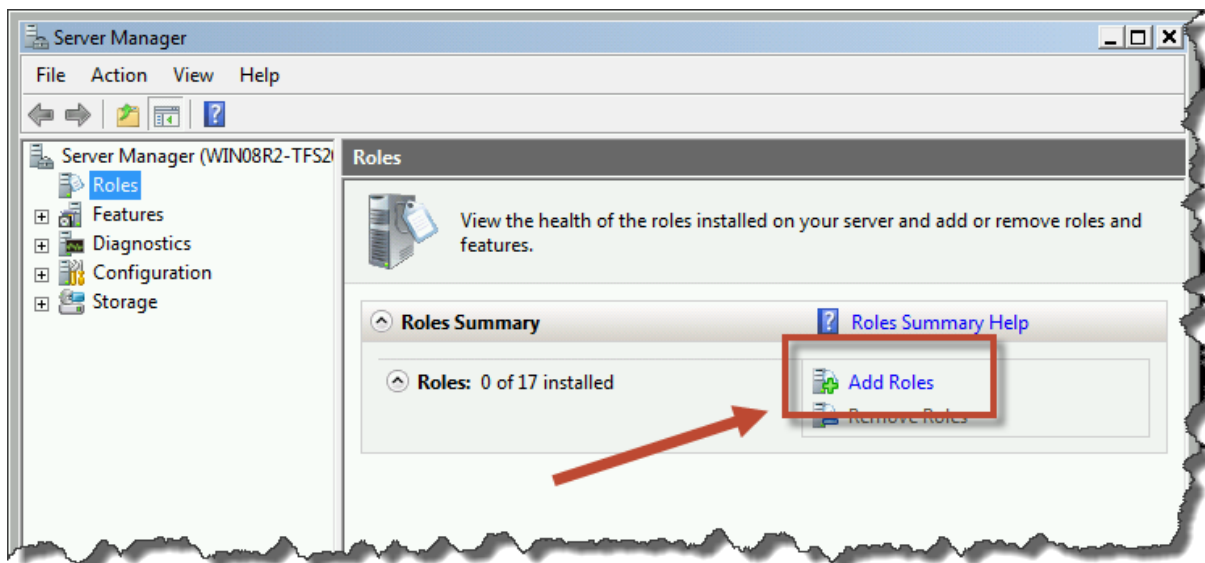 Server Manager
File Action View Help
Server Manager (WIN08R2-TFS20
Roles
Features
Diagnostics
Configuration
Storage
Roles
View the health of the roles installed on your server and add or remove roles and
features.
Roles Summary
Roles Summary Help
Roles: 0 of 17 installed
Add Roles
Remove Roles